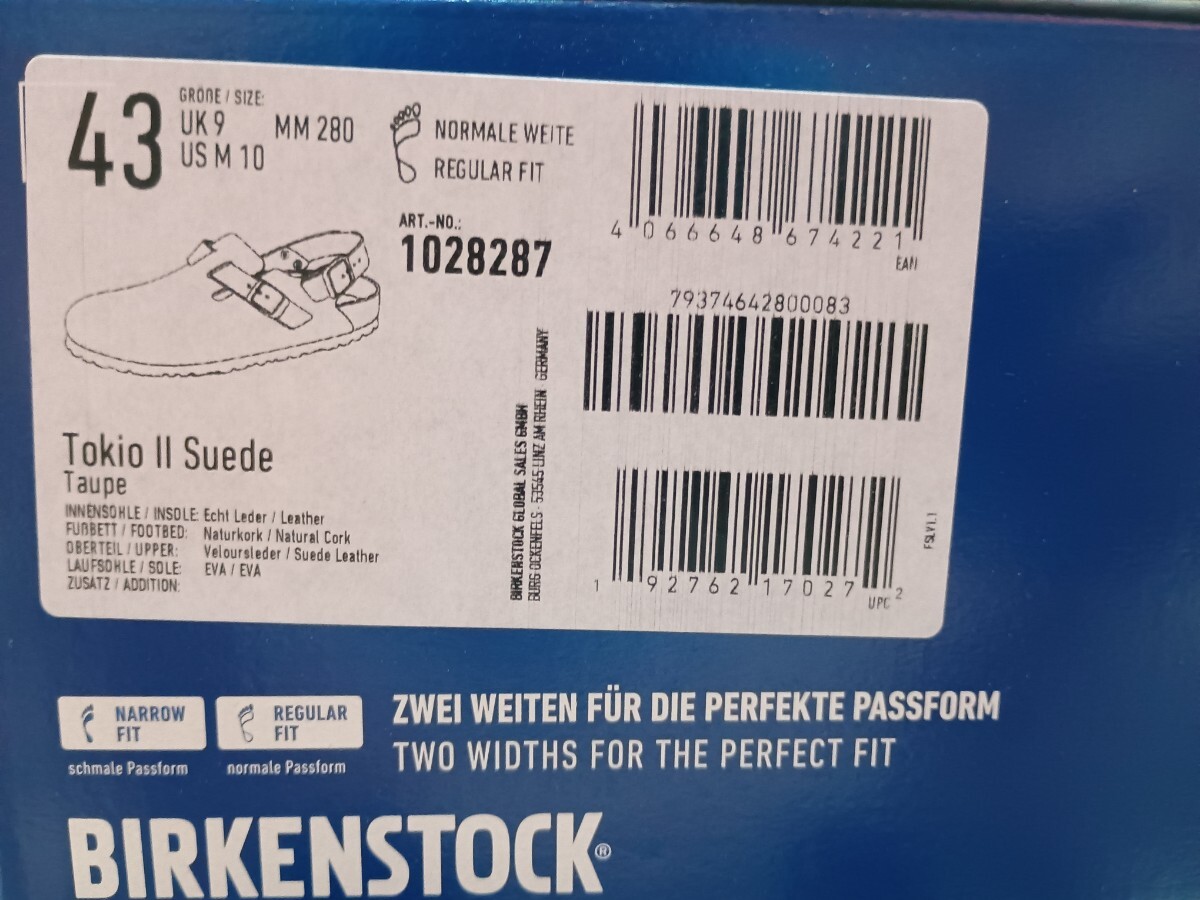 43
GRÖßE / SIZE:
UK 9
US M 10
MM 280
NORMALE WEITE
REGULAR FIT
ART.-NO.:
1028287
4 066648 674221
EAN
79374642800083
1 92762 17027 2
UPC
FSLV1.1
BIRKENSTOCK GLOBAL SALES GMBH
BURG OCKENFELS · 53545 LINZ AM RHEIN GERMANY
Tokio II Suede
Taupe
INNENSOHLE / INSOLE: Echt Leder / Leather
FUßBETT / FOOTBED: Naturkork / Natural Cork
OBERTEIL / UPPER: Veloursleder / Suede Leather
LAUFSOHLE / SOLE: EVA / EVA
ZUSATZ / ADDITION:
NARROW
FIT
schmale Passform
REGULAR
FIT
normale Passform
ZWEI WEITEN FÜR DIE PERFEKTE PASSFORM
TWO WIDTHS FOR THE PERFECT FIT
BIRKENSTOCK®